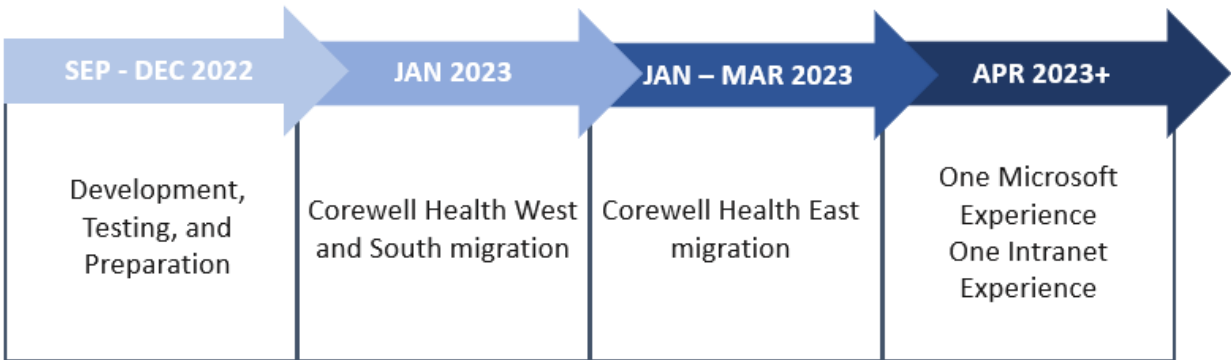 SEP - DEC 2022
JAN 2023
JAN – MAR 2023
APR 2023+
Development,
Testing, and
Preparation
Corewell Health West
and South migration
Corewell Health East
migration
One Microsoft
Experience
One Intranet
Experience